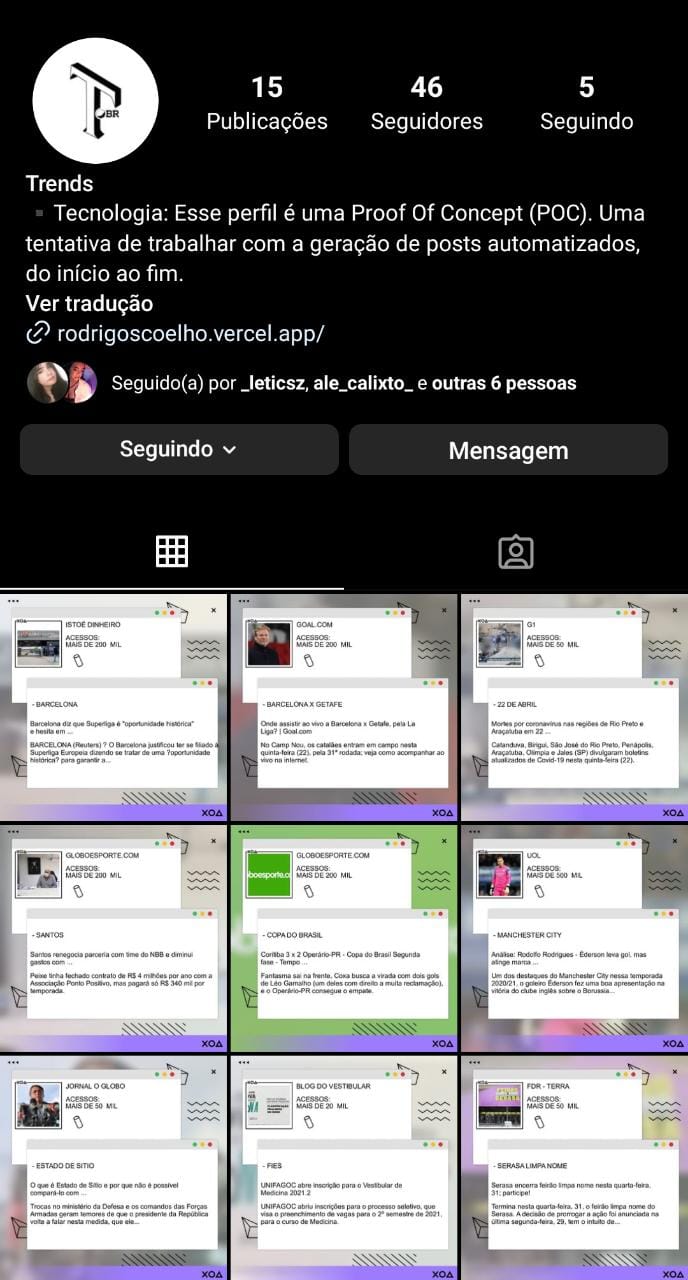 T BR
15
46
5
Publicações
Seguidores
Seguindo
Trends
▪ Tecnologia: Esse perfil é uma Proof Of Concept (POC). Uma
tentativa de trabalhar com a geração de posts automatizados,
do início ao fim.
Ver tradução
rodrigoscoelho.vercel.app/
Seguido(a) por _leticsz, ale_calixto_ e outras 6 pessoas
Seguindo
Mensagem
ISTOÉ DINHEIRO
ACESSOS:
MAIS DE 200 MIL
- BARCELONA
Barcelona diz que Superliga é "oportunidade histórica"
e hesita em ...
BARCELONA (Reuters) ? O Barcelona justificou ter se filiado à
Superliga Europeia dizendo se tratar de uma ?oportunidade
histórica? para garantir a...
XOΔ
GOAL.COM
ACESSOS:
MAIS DE 200 MIL
- BARCELONA X GETAFE
Onde assistir ao vivo a Barcelona x Getafe, pela La
Liga? | Goal.com
No Camp Nou, os catalães entram em campo nesta
quinta-feira (22), pela 31ª rodada; veja como acompanhar ao
vivo na internet.
XOΔ
G1
ACESSOS:
MAIS DE 50 MIL
- 22 DE ABRIL
Mortes por coronavírus nas regiões de Rio Preto e
Araçatuba em 22 ...
Catanduva, Birigui, São José do Rio Preto, Penápolis,
Araçatuba, Olímpia e Jales (SP) divulgaram boletins
atualizados de Covid-19 nesta quinta-feira (22).
XOΔ
GLOBOESPORTE.COM
ACESSOS:
MAIS DE 200 MIL
- SANTOS
Santos renegocia parceria com time do NBB e diminui
gastos com ...
Peixe tinha fechado contrato de R$ 4 milhões por ano com a
Associação Ponto Positivo, mas pagará só R$ 340 mil por
temporada.
XOΔ
boesporte.co
GLOBOESPORTE.COM
ACESSOS:
MAIS DE 200 MIL
- COPA DO BRASIL
Coritiba 3 x 2 Operário-PR - Copa do Brasil Segunda
fase - Tempo ...
Fantasma sai na frente, Coxa busca a virada com dois gols
de Léo Gamalho (um deles com direito a muita reclamação),
e o Operário-PR consegue o empate.
XOΔ
UOL
ACESSOS:
MAIS DE 500 MIL
- MANCHESTER CITY
Análise: Rodolfo Rodrigues - Éderson leva gol, mas
atinge marca ...
Um dos destaques do Manchester City nessa temporada
2020/21, o goleiro Éderson fez uma boa apresentação na
vitória do clube inglês sobre o Borussia...
XOΔ
JORNAL O GLOBO
ACESSOS:
MAIS DE 50 MIL
- ESTADO DE SITIO
O que é Estado de Sítio e por que não é possível
compará-lo com ...
Trocas no ministério da Defesa e os comandos das Forças
Armadas geram temores de que o presidente da República
volte a falar nesta medida, que ele...
XOΔ
BLOG DO VESTIBULAR
ACESSOS:
MAIS DE 20 MIL
- FIES
UNIFAGOC abre inscrição para o Vestibular de
Medicina 2021.2
UNIFAGOC abriu inscrições para o processo seletivo, que
visa o preenchimento de vagas para o 2º semestre de 2021,
para o curso de Medicina.
XOΔ
FDR - TERRA
ACESSOS:
MAIS DE 50 MIL
- SERASA LIMPA NOME
Serasa encerra feirão limpa nome nesta quarta-feira,
31; participe!
Termina nesta quarta-feira, 31, o feirão limpa nome do
Serasa. A decisão de prorrogar a ação foi anunciada na
última segunda-feira, 29, tem o intuito de...
XOΔ